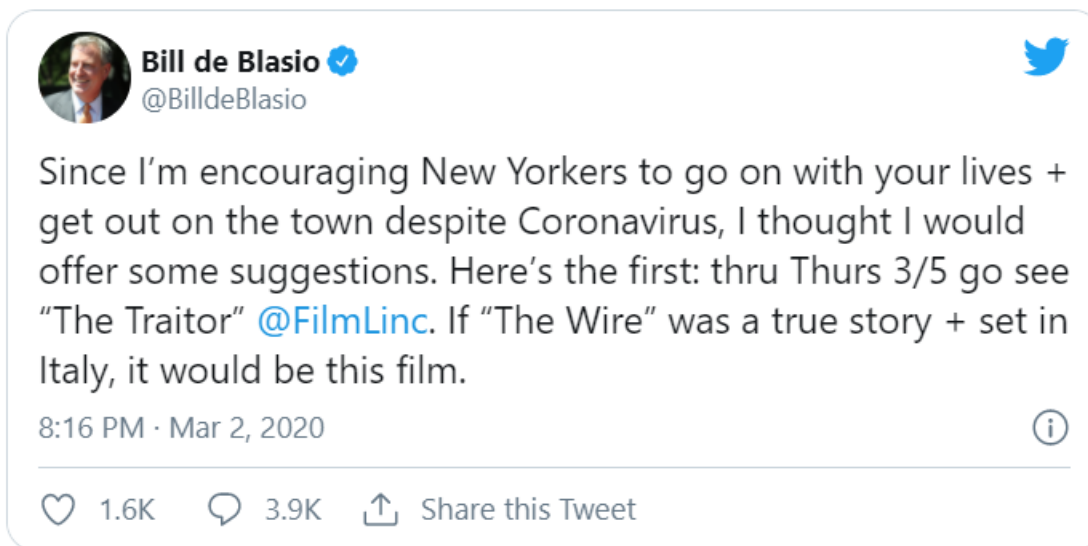 Bill de Blasio
@BilldeBlasio
Since I’m encouraging New Yorkers to go on with your lives +
get out on the town despite Coronavirus, I thought I would
offer some suggestions. Here’s the first: thru Thurs 3/5 go see
“The Traitor” @FilmLinc. If “The Wire” was a true story + set in
Italy, it would be this film.
8:16 PM · Mar 2, 2020
1.6K 3.9K Share this Tweet